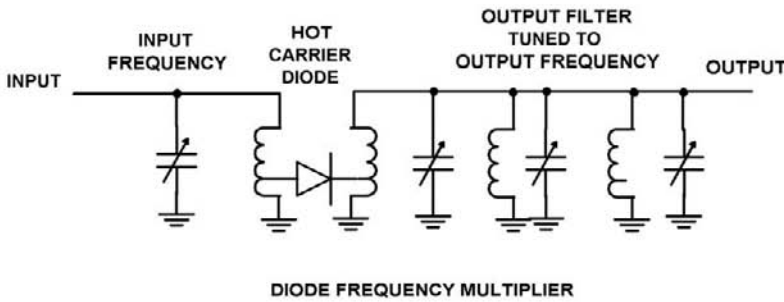 INPUT
INPUT
FREQUENCY
HOT
CARRIER
DIODE
OUTPUT FILTER
TUNED TO
OUTPUT FREQUENCY
OUTPUT
DIODE FREQUENCY MULTIPLIER